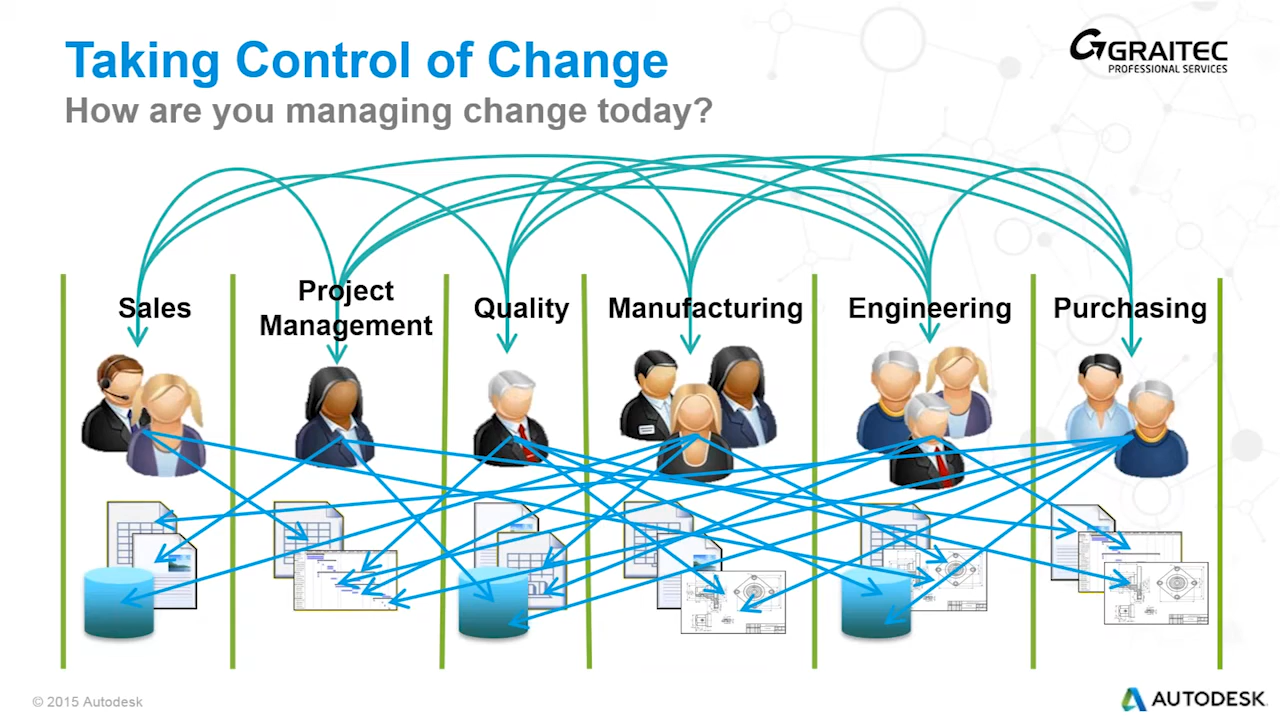 Taking Control of Change
How are you managing change today?
GRAITEC
PROFESSIONAL SERVICES
Sales
Project
Management
Quality
Manufacturing
Engineering
Purchasing
© 2015 Autodesk
AUTODESK